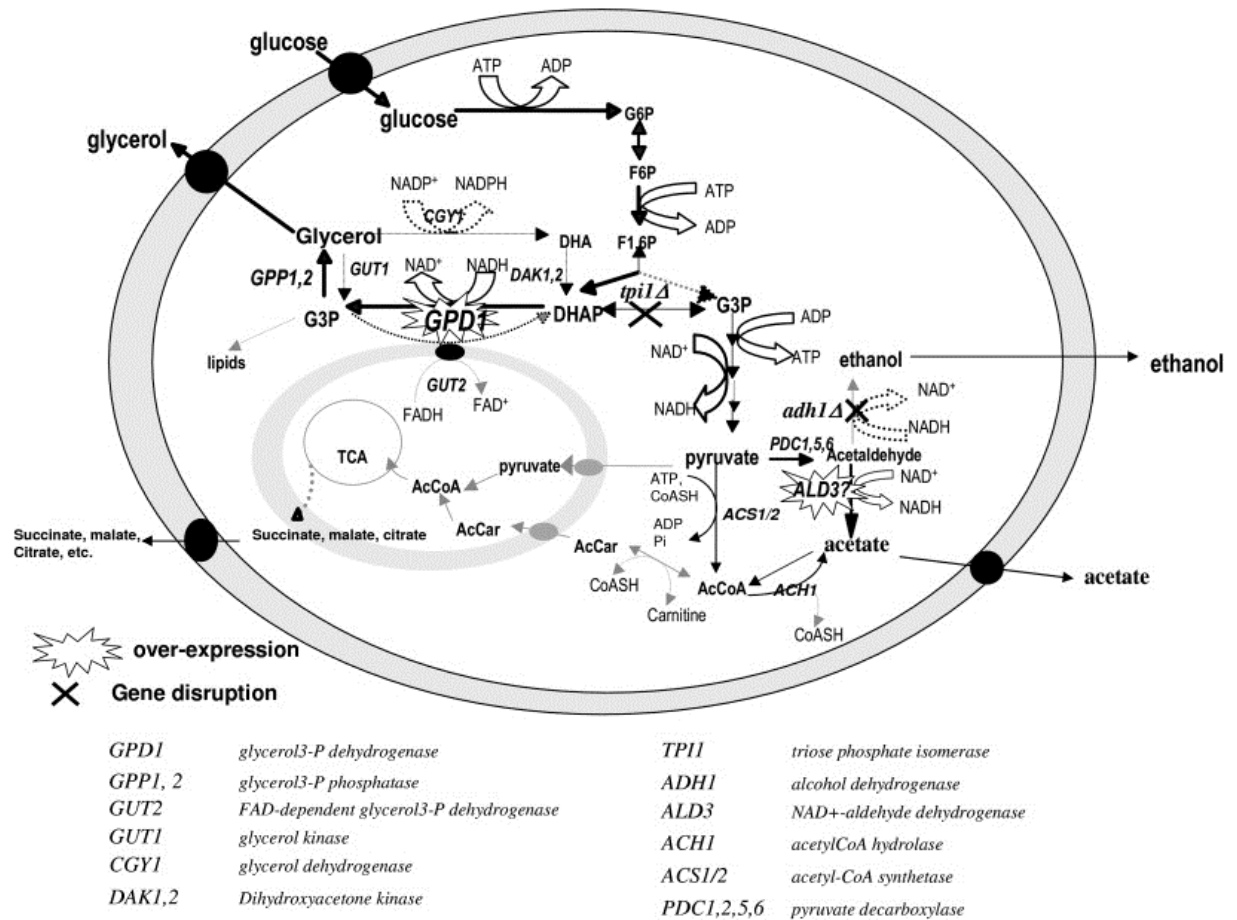 glucose
ATP ADP
glucose
G6P
glycerol
F6P
NADP+ NADPH
ATP
CGY1
ADP
Glycerol
DHA
F1,6P
GPP1,2
GUT1
NAD+
NADH
DAK1,2
tpi1Δ
G3P
GPD1
DHAP
G3P
ADP
lipids
NAD+
ATP
ethanol
ethanol
GUT2
NAD+
FADH
FAD+
NADH
adh1Δ
NADH
TCA
pyruvate
pyruvate
PDC1,5,6
Acetaldehyde
AcCoA
ATP,
CoASH
ALD3?
NAD+
NADH
ACS1/2
AcCar
ADP
Pi
Succinate, malate,
Citrate, etc.
Succinate, malate, citrate
AcCar
acetate
acetate
CoASH
AcCoA
ACH1
Carnitine
CoASH
over-expression
Gene disruption
GPD1 glycerol3-P dehydrogenase
GPP1, 2 glycerol3-P phosphatase
GUT2 FAD-dependent glycerol3-P dehydrogenase
GUT1 glycerol kinase
CGY1 glycerol dehydrogenase
DAK1,2 Dihydroxyacetone kinase
TPI1 triose phosphate isomerase
ADH1 alcohol dehydrogenase
ALD3 NAD+-aldehyde dehydrogenase
ACH1 acetylCoA hydrolase
ACS1/2 acetyl-CoA synthetase
PDC1,2,5,6 pyruvate decarboxylase